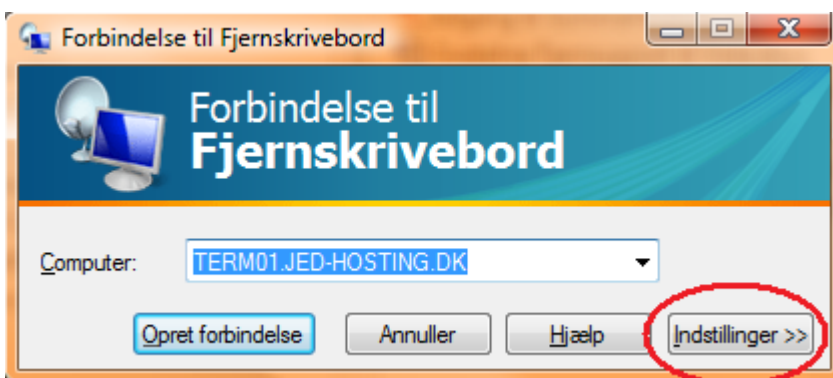 Forbindelse til Fjernskrivebord
Forbindelse til
Fjernskrivebord
Computer: TERM01.JED-HOSTING.DK
Opret forbindelse Annuller Hjælp Indstillinger >>